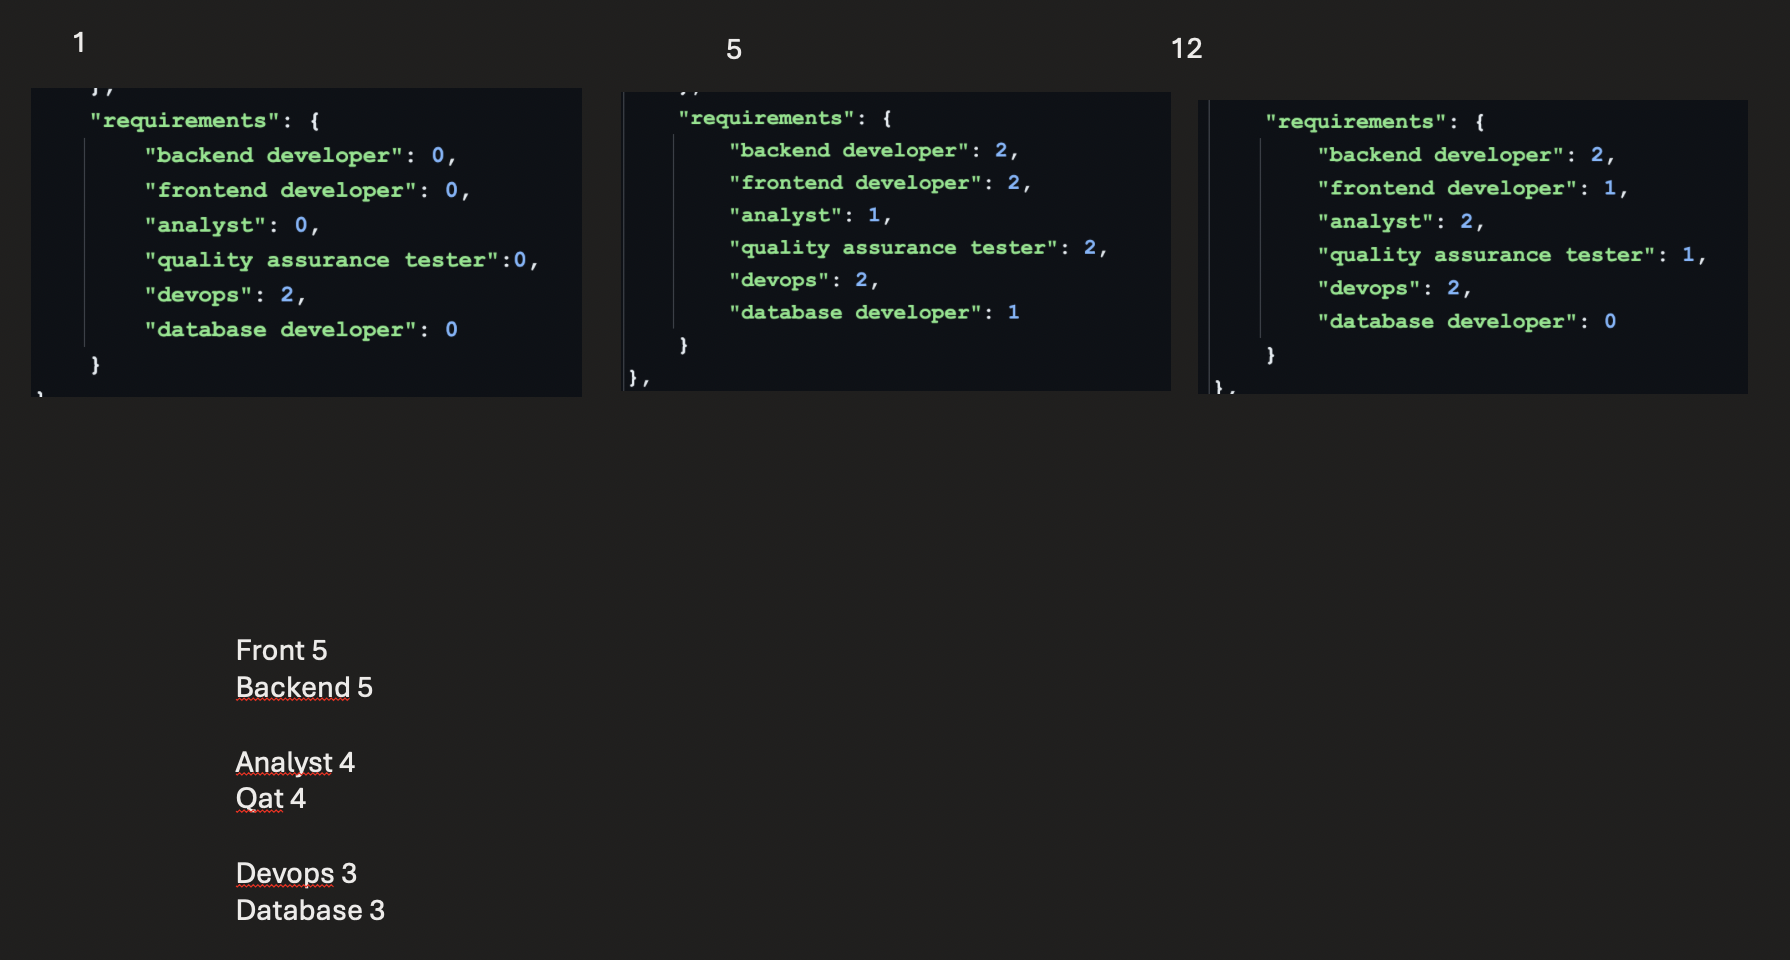 1
},
"requirements": {
"backend developer": 0,
"frontend developer": 0,
"analyst": 0,
"quality assurance tester":0,
"devops": 2,
"database developer": 0
}
5
"requirements": {
"backend developer": 2,
"frontend developer": 2,
"analyst": 1,
"quality assurance tester": 2,
"devops": 2,
"database developer": 1
}
},
12
"requirements": {
"backend developer": 2,
"frontend developer": 1,
"analyst": 2,
"quality assurance tester": 1,
"devops": 2,
"database developer": 0
}
},
Front 5
Backend 5
Analyst 4
Qat 4
Devops 3
Database 3